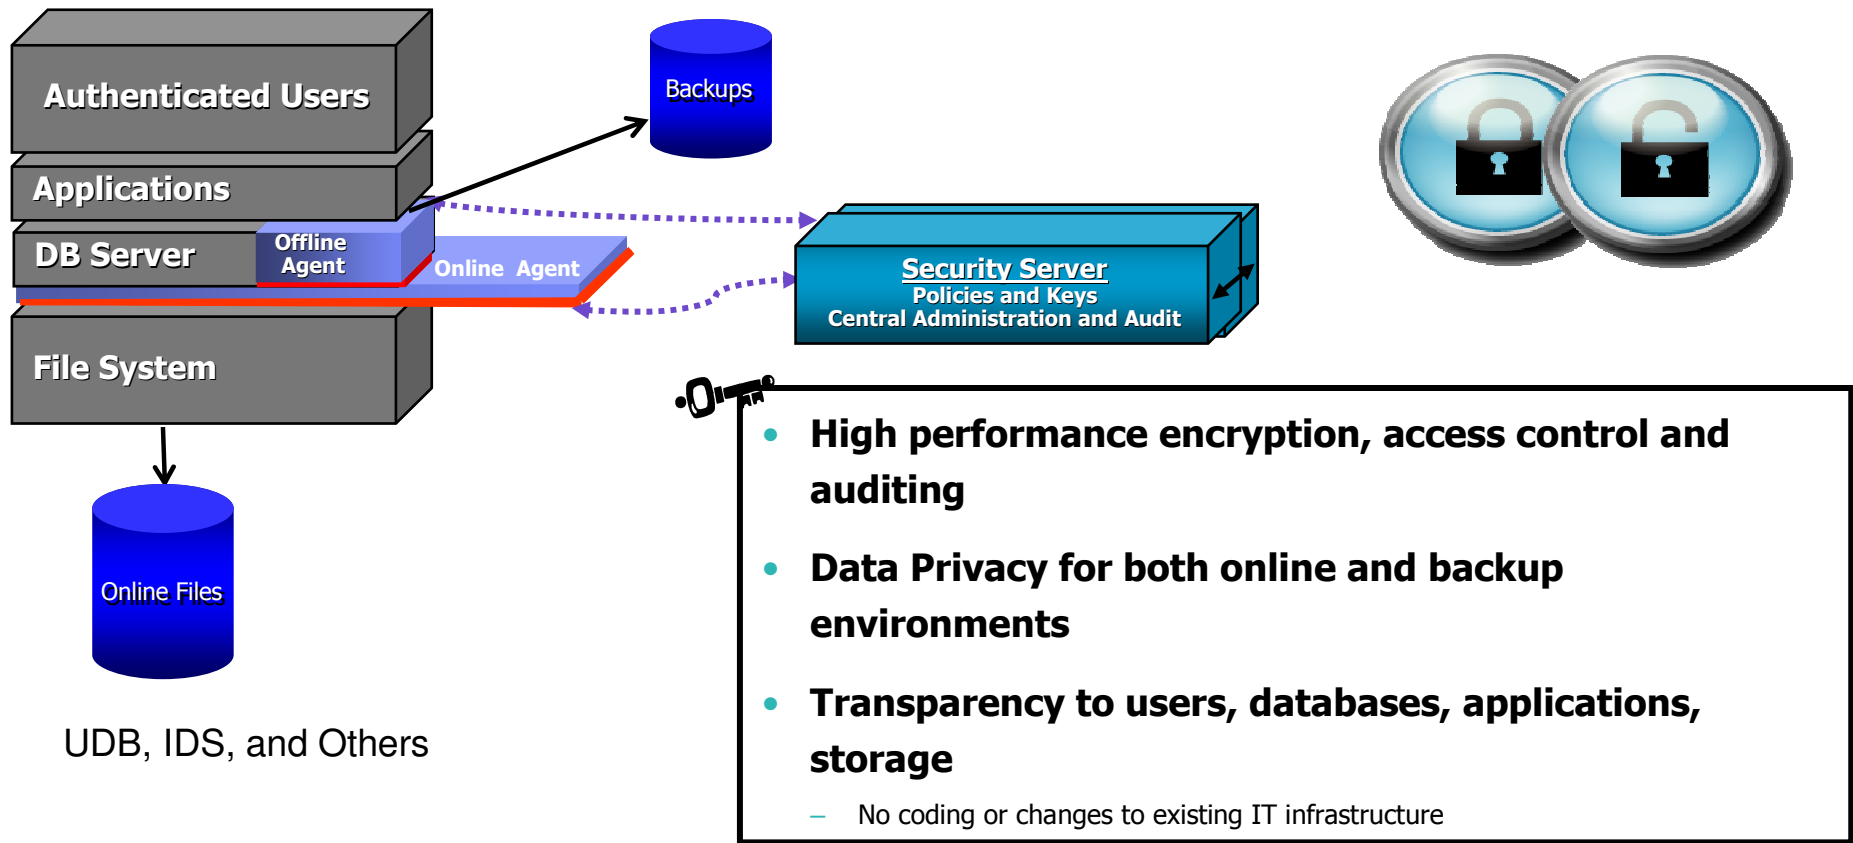 Authenticated Users
Backups
Applications
DB Server
Offline
Agent
Online Agent
Security Server
Policies and Keys
Central Administration and Audit
File System
Online Files
UDB, IDS, and Others
• High performance encryption, access control and
auditing
• Data Privacy for both online and backup
environments
• Transparency to users, databases, applications,
storage
– No coding or changes to existing IT infrastructure